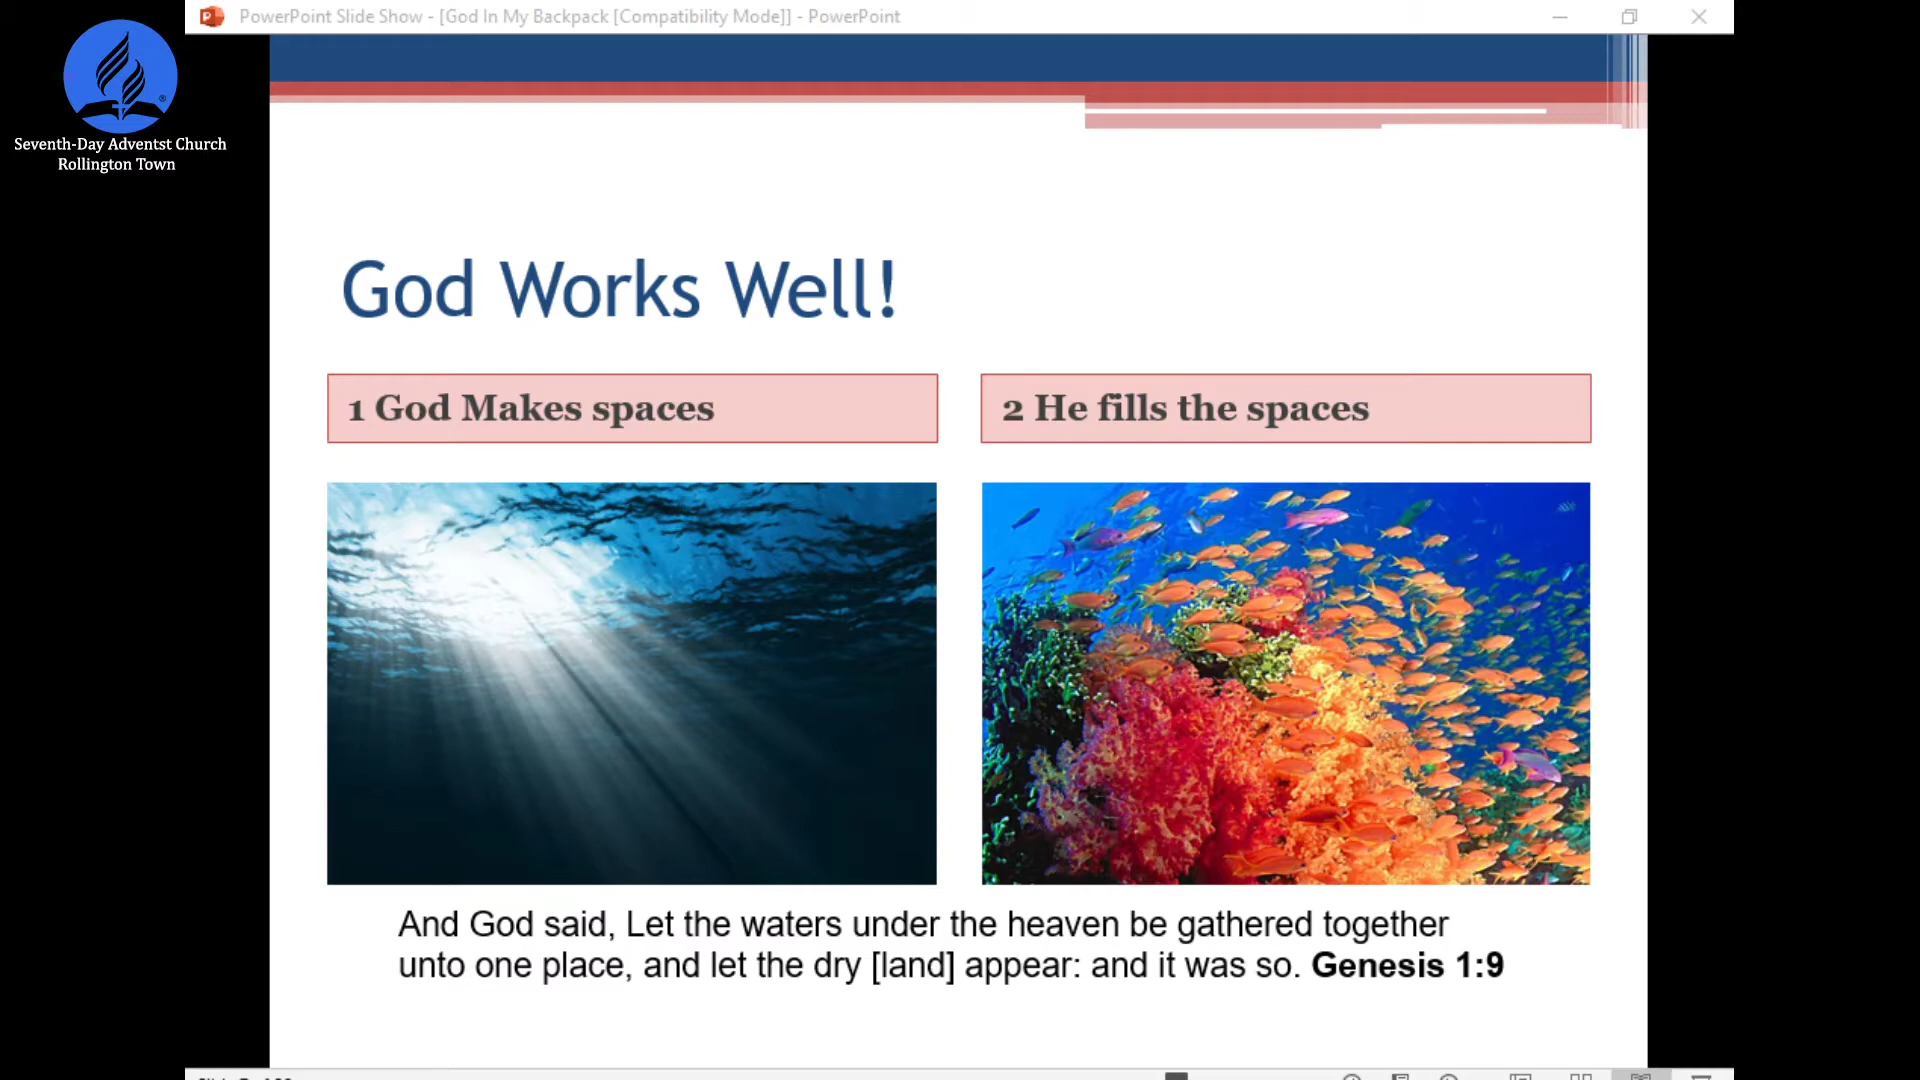 PowerPoint Slide Show - [God In My Backpack [Compatibility Mode]] - PowerPoint
Seventh-Day Adventst Church
Rollington Town
God Works Well!
1 God Makes spaces
2 He fills the spaces
And God said, Let the waters under the heaven be gathered together
unto one place, and let the dry [land] appear: and it was so. Genesis 1:9